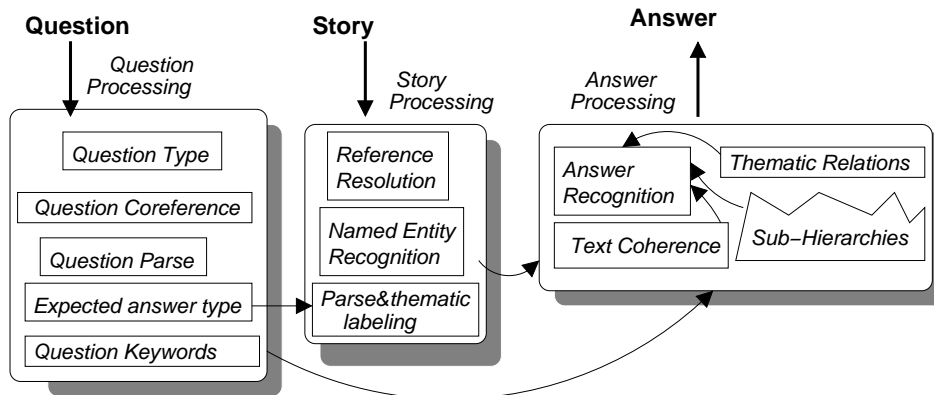 Question
Question
Processing
Question Type
Question Coreference
Question Parse
Expected answer type
Question Keywords
Story
Story
Processing
Reference
Resolution
Named Entity
Recognition
Parse&thematic
labeling
Answer
Answer
Processing
Answer
Recognition
Thematic Relations
Text Coherence
Sub−Hierarchies